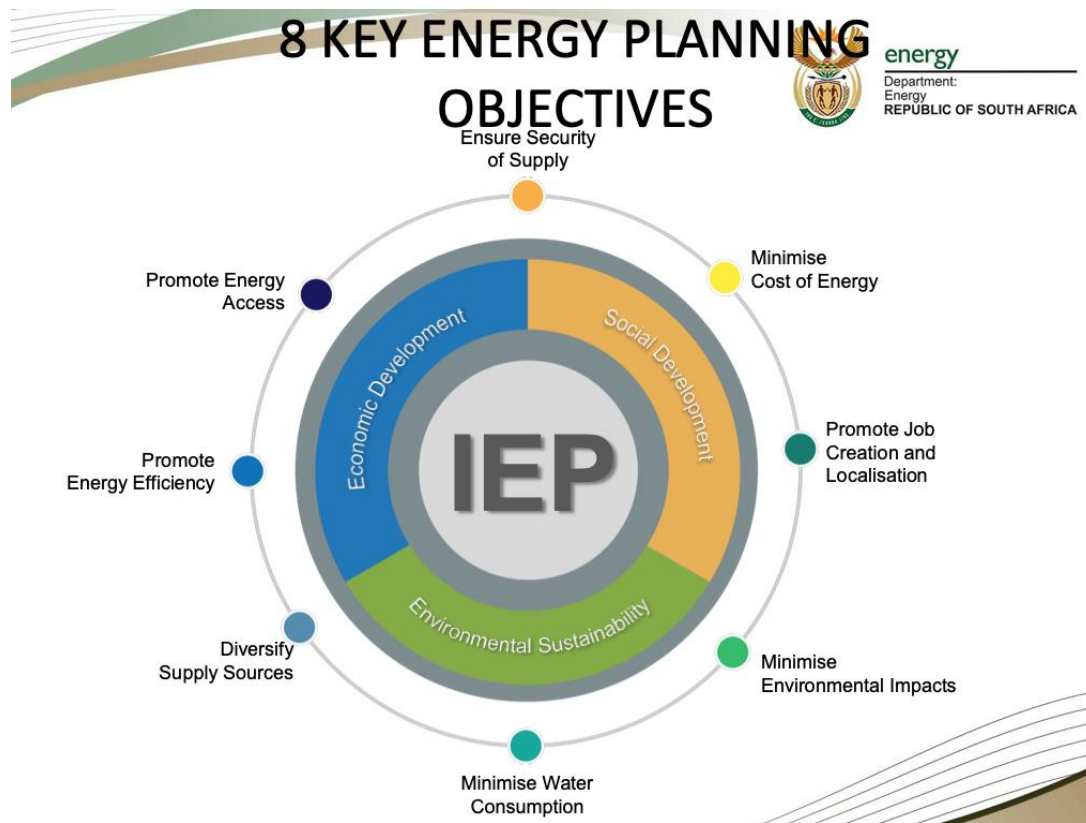 8 KEY ENERGY PLANNING
OBJECTIVES
energy
Department:
Energy
REPUBLIC OF SOUTH AFRICA
Ensure Security
of Supply
Minimise
Cost of Energy
Promote Job
Creation and
Localisation
Minimise
Environmental Impacts
Minimise Water
Consumption
Diversify
Supply Sources
Promote
Energy Efficiency
Promote Energy
Access
Economic Development
Social Development
Environmental Sustainability
IEP